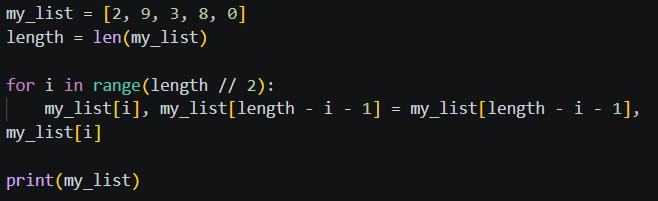 my_list = [2, 9, 3, 8, 0]
length = len(my_list)

for i in range(length // 2):
    my_list[i], my_list[length - i - 1] = my_list[length - i - 1],
my_list[i]

print(my_list)